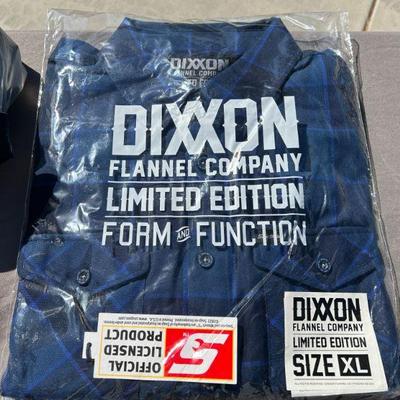 DIXXON
FLANNEL COMPANY
DIXXON
FLANNEL COMPANY
LIMITED EDITION
FORM AND FUNCTION
OFFICIAL
LICENSED
PRODUCT
S
DIXXON
FLANNEL COMPANY
LIMITED EDITION
SIZE XL